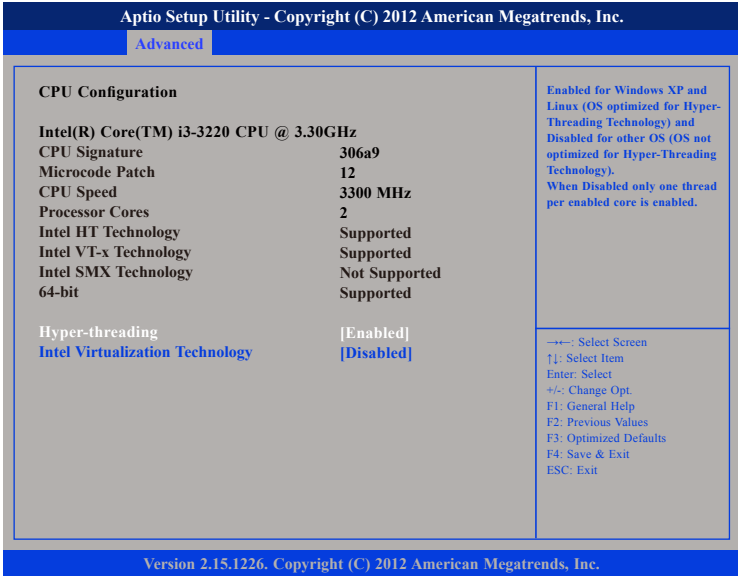 Aptio Setup Utility - Copyright (C) 2012 American Megatrends, Inc.
Advanced
CPU Configuration
Intel(R) Core(TM) i3-3220 CPU @ 3.30GHz
CPU Signature 306a9
Microcode Patch 12
CPU Speed 3300 MHz
Processor Cores 2
Intel HT Technology Supported
Intel VT-x Technology Supported
Intel SMX Technology Not Supported
64-bit Supported
Hyper-threading [Enabled]
Intel Virtualization Technology [Disabled]
Enabled for Windows XP and
Linux (OS optimized for Hyper-
Threading Technology) and
Disabled for other OS (OS not
optimized for Hyper-Threading
Technology).
When Disabled only one thread
per enabled core is enabled.
→←: Select Screen
↑↓: Select Item
Enter: Select
+/-: Change Opt.
F1: General Help
F2: Previous Values
F3: Optimized Defaults
F4: Save & Exit
ESC: Exit
Version 2.15.1226. Copyright (C) 2012 American Megatrends, Inc.